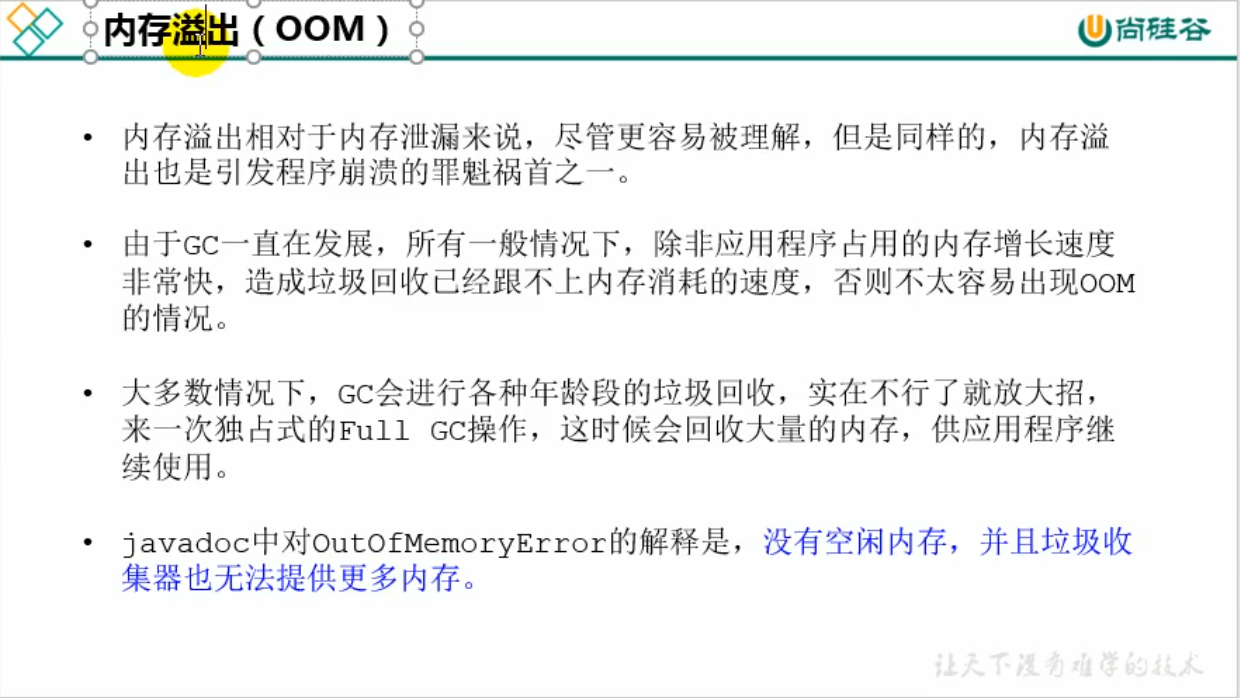 内存溢出（OOM）
尚硅谷
• 内存溢出相对于内存泄漏来说，尽管更容易被理解，但是同样的，内存溢
出也是引发程序崩溃的罪魁祸首之一。
• 由于GC一直在发展，所有一般情况下，除非应用程序占用的内存增长速度
非常快，造成垃圾回收已经跟不上内存消耗的速度，否则不太容易出现OOM
的情况。
• 大多数情况下，GC会进行各种年龄段的垃圾回收，实在不行了就放大招，
来一次独占式的Full GC操作，这时候会回收大量的内存，供应用程序继
续使用。
• javadoc中对OutOfMemoryError的解释是，没有空闲内存，并且垃圾收
集器也无法提供更多内存。
让天下没有难学的技术